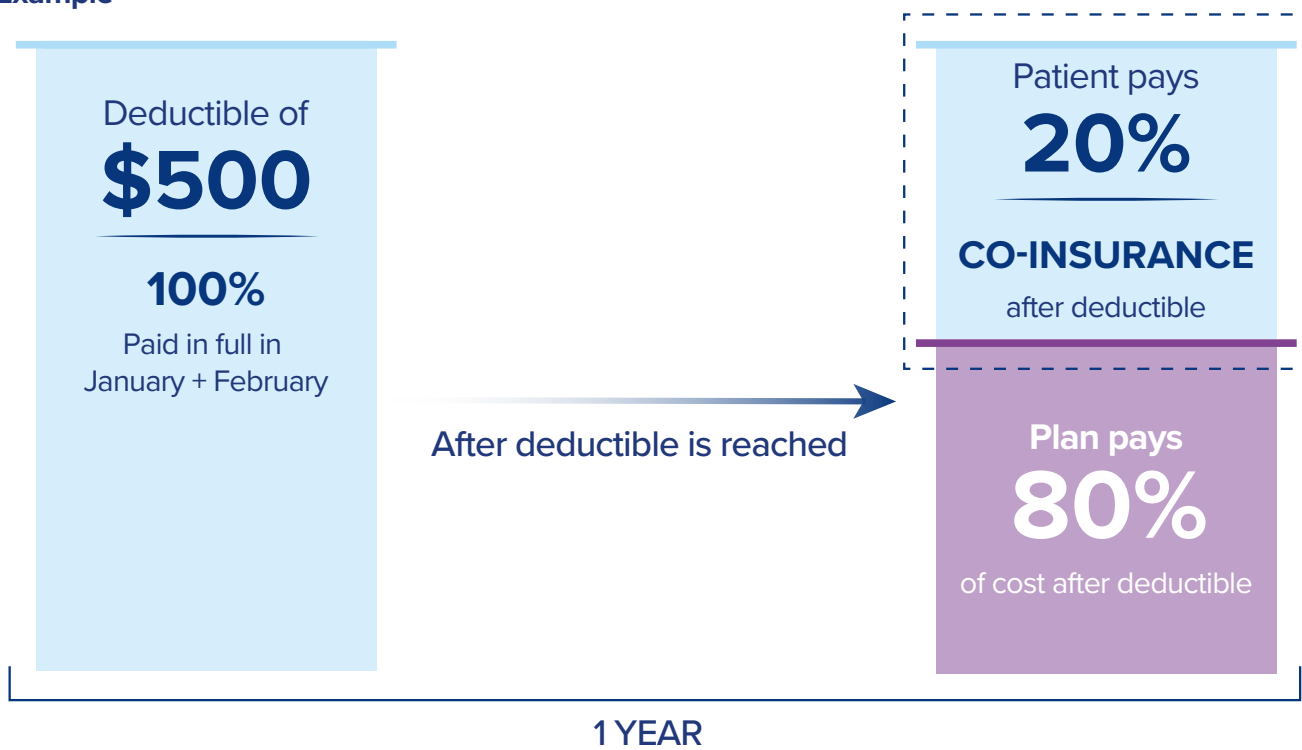 Example
Deductible of
$500
100%
Paid in full in
January + February
After deductible is reached
Patient pays
20%
CO-INSURANCE
after deductible
Plan pays
80%
of cost after deductible
1 YEAR